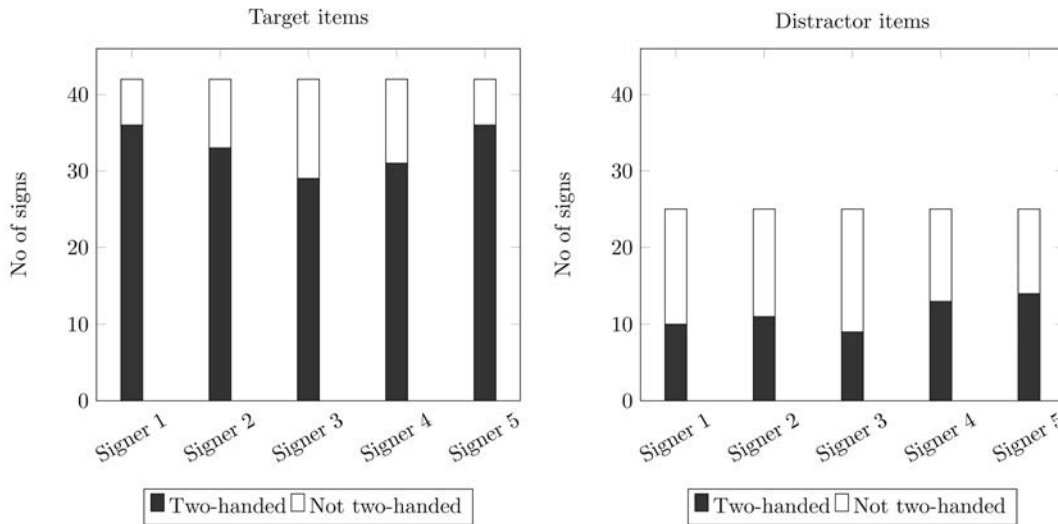 Target items
No of signs
40
30
20
10
0
Signer 1
Signer 2
Signer 3
Signer 4
Signer 5
Two-handed Not two-handed
Distractor items
No of signs
40
30
20
10
0
Signer 1
Signer 2
Signer 3
Signer 4
Signer 5
Two-handed Not two-handed